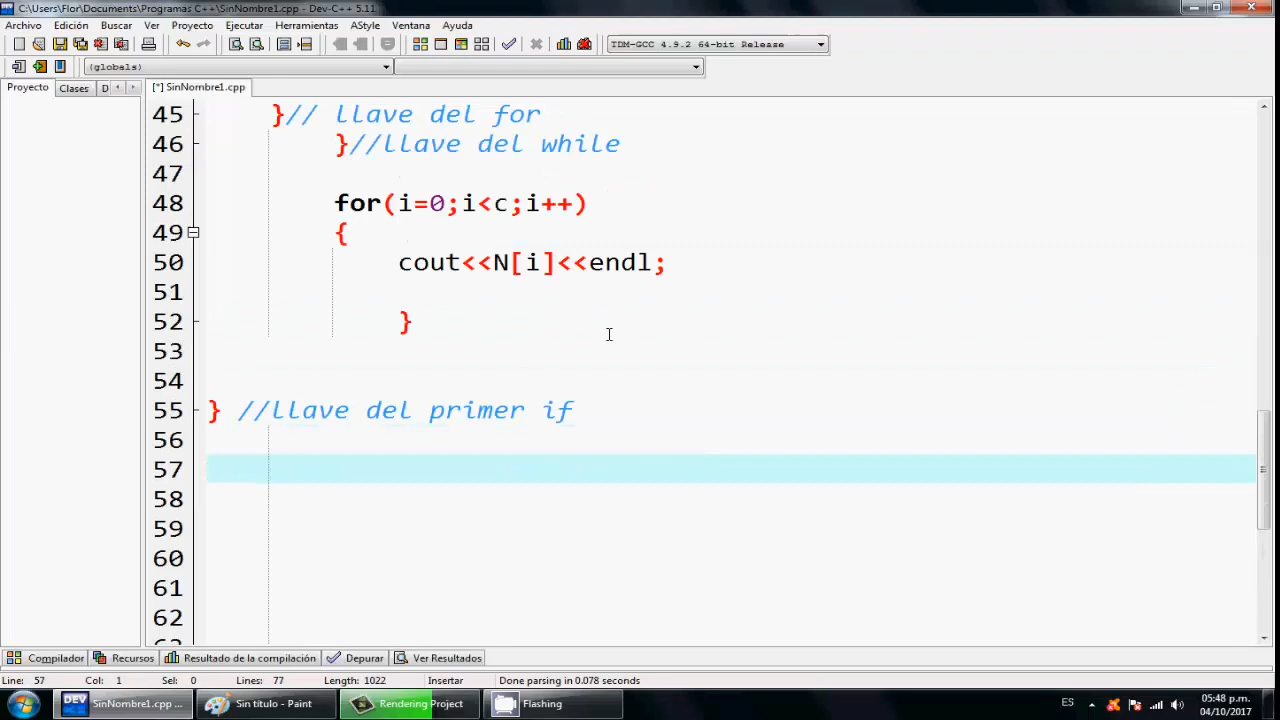 C:\Users\Flor\Documents\Programas C++\SinNombre1.cpp - Dev-C++ 5.11
Archivo Edición Buscar Ver Proyecto Ejecutar Herramientas AStyle Ventana Ayuda
TDM-GCC 4.9.2 64-bit Release
(globals)
Proyecto Clases D [*] SinNombre1.cpp
45 }// llave del for
46 }//llave del while
47
48 for(i=0;i<c;i++)
49 {
50 cout<<N[i]<<endl;
51
52 }
53
54
55 } //llave del primer if
56
57
58
59
60
61
62
Compilador Recursos Resultado de la compilación Depurar Ver Resultados
Line: 57 Col: 1 Sel: 0 Lines: 77 Length: 1022 Insertar Done parsing in 0.078 seconds
DEV SinNombre1.cpp ... Sin título - Paint Rendering Project Flashing ES 05:48 p.m.
04/10/2017